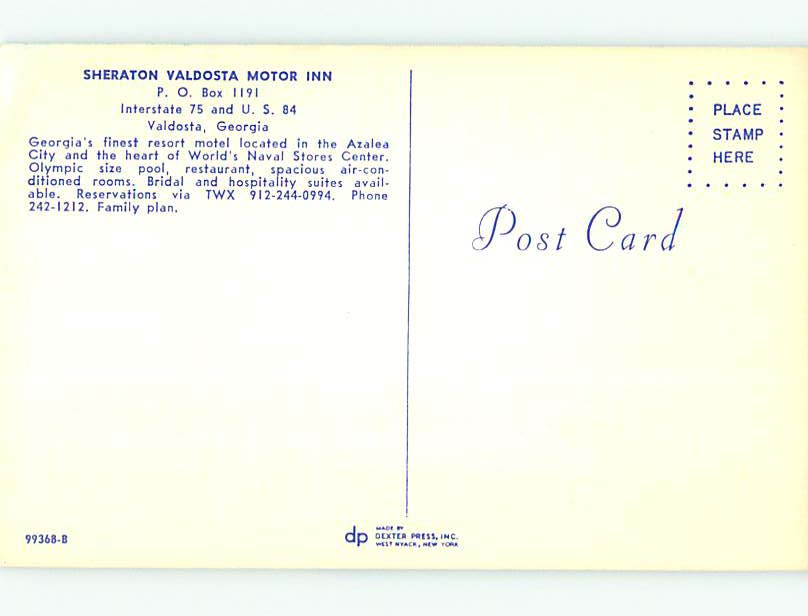 SHERATON VALDOSTA MOTOR INN
P. O. Box 1191
Interstate 75 and U. S. 84
Valdosta, Georgia
Georgia's finest resort motel located in the Azalea
City and the heart of World's Naval Stores Center.
Olympic size pool, restaurant, spacious air-con-
ditioned rooms. Bridal and hospitality suites avail-
able. Reservations via TWX 912-244-0994. Phone
242-1212. Family plan.
PLACE
STAMP
HERE
Post Card
99368-B
dp
MADE BY
DEXTER PRESS, INC.
WEST NYACK, NEW YORK